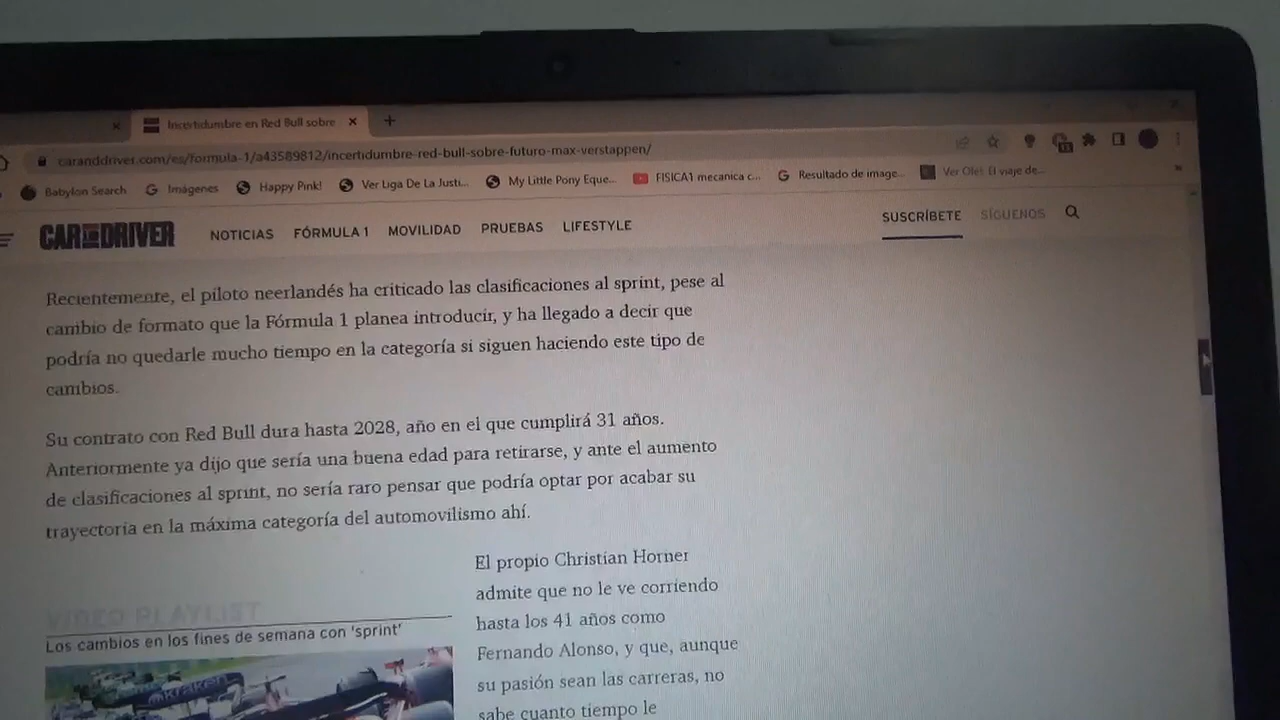 Incertidumbre en Red Bull sobre
caranddriver.com/es/formula-1/a43589812/incertidumbre-red-bull-sobre-futuro-max-verstappen/
Babylon Search Imágenes Happy Pink! Ver Liga De La Justi... My Little Pony Eque... FISICA1 mecanica c... Resultado de image... Ver Ole!: El viaje de...
CAR AND DRIVER NOTICIAS FÓRMULA 1 MOVILIDAD PRUEBAS LIFESTYLE SUSCRÍBETE SÍGUENOS
Recientemente, el piloto neerlandés ha criticado las clasificaciones al sprint, pese al
cambio de formato que la Fórmula 1 planea introducir, y ha llegado a decir que
podría no quedarle mucho tiempo en la categoría si siguen haciendo este tipo de
cambios.
Su contrato con Red Bull dura hasta 2028, año en el que cumplirá 31 años.
Anteriormente ya dijo que sería una buena edad para retirarse, y ante el aumento
de clasificaciones al sprint, no sería raro pensar que podría optar por acabar su
trayectoria en la máxima categoría del automovilismo ahí.
VIDEO PLAYLIST
Los cambios en los fines de semana con 'sprint'
kraken
El propio Christian Horner
admite que no le ve corriendo
hasta los 41 años como
Fernando Alonso, y que, aunque
su pasión sean las carreras, no
sabe cuanto tiempo le